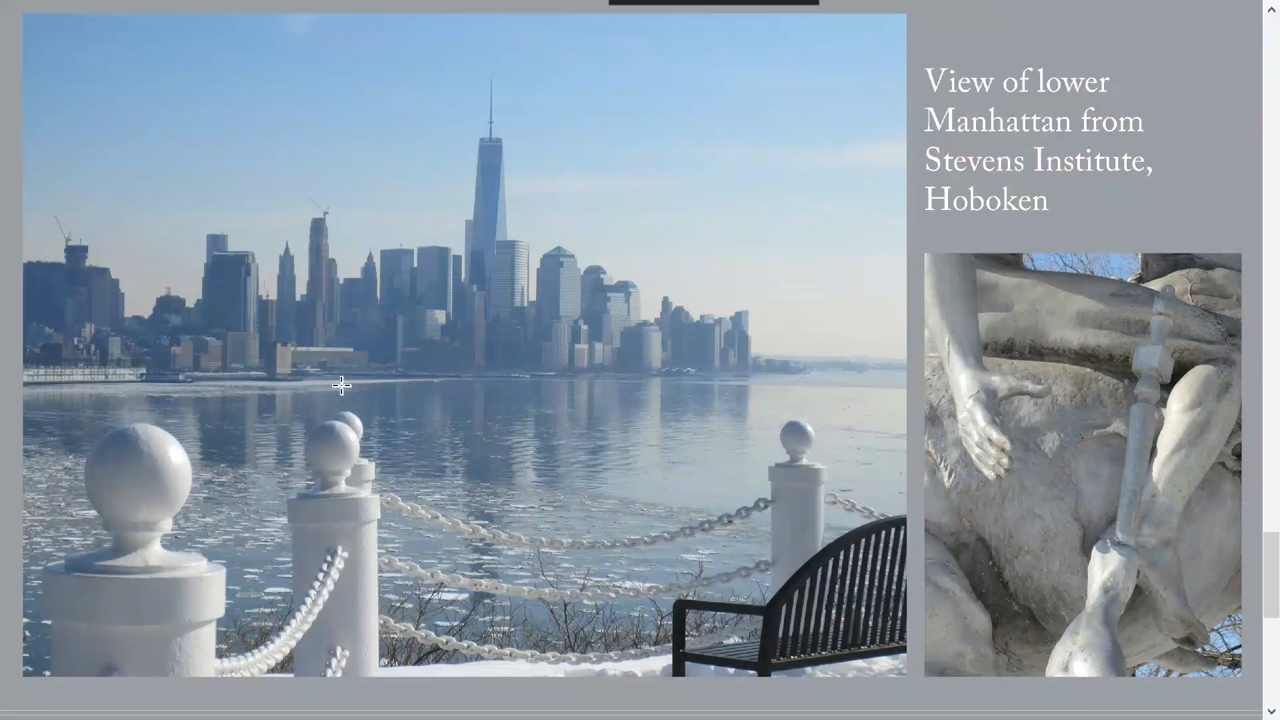 View of lower
Manhattan from
Stevens Institute,
Hoboken